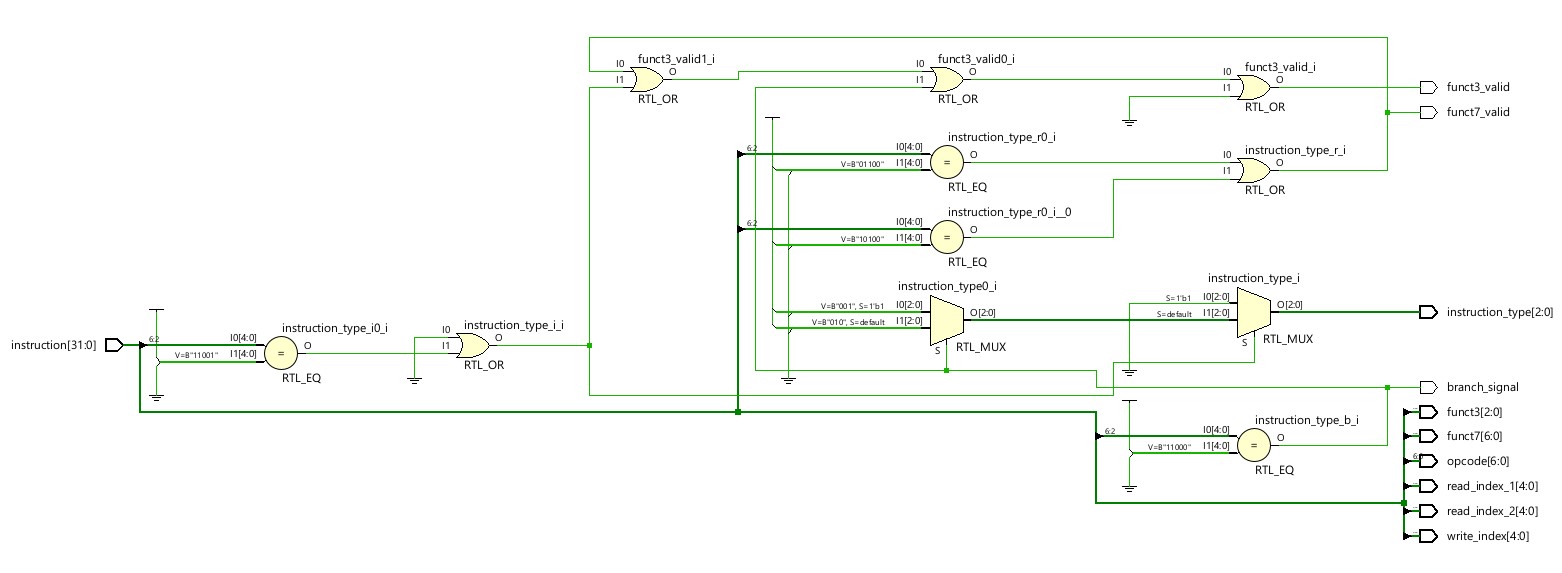 funct3_valid1_i
I0
I1
O
RTL_OR
funct3_valid0_i
I0
I1
O
RTL_OR
funct3_valid_i
I0
I1
O
RTL_OR
funct3_valid
funct7_valid
instruction_type_r0_i
6:2
I0[4:0]
V=B"01100"
I1[4:0]
O
=
RTL_EQ
instruction_type_r_i
I0
I1
O
RTL_OR
instruction_type_r0_i__0
6:2
I0[4:0]
V=B"10100"
I1[4:0]
O
=
RTL_EQ
instruction_type0_i
V=B"001", S=1'b1
I0[2:0]
V=B"010", S=default
I1[2:0]
O[2:0]
S
RTL_MUX
instruction_type_i
S=1'b1
I0[2:0]
S=default
I1[2:0]
O[2:0]
S
RTL_MUX
instruction_type[2:0]
instruction[31:0]
6:2
instruction_type_i0_i
I0[4:0]
V=B"11001"
I1[4:0]
O
=
RTL_EQ
instruction_type_i_i
I0
I1
O
RTL_OR
branch_signal
instruction_type_b_i
6:2
I0[4:0]
V=B"11000"
I1[4:0]
O
=
RTL_EQ
funct3[2:0]
funct7[6:0]
opcode[6:0]
read_index_1[4:0]
read_index_2[4:0]
write_index[4:0]